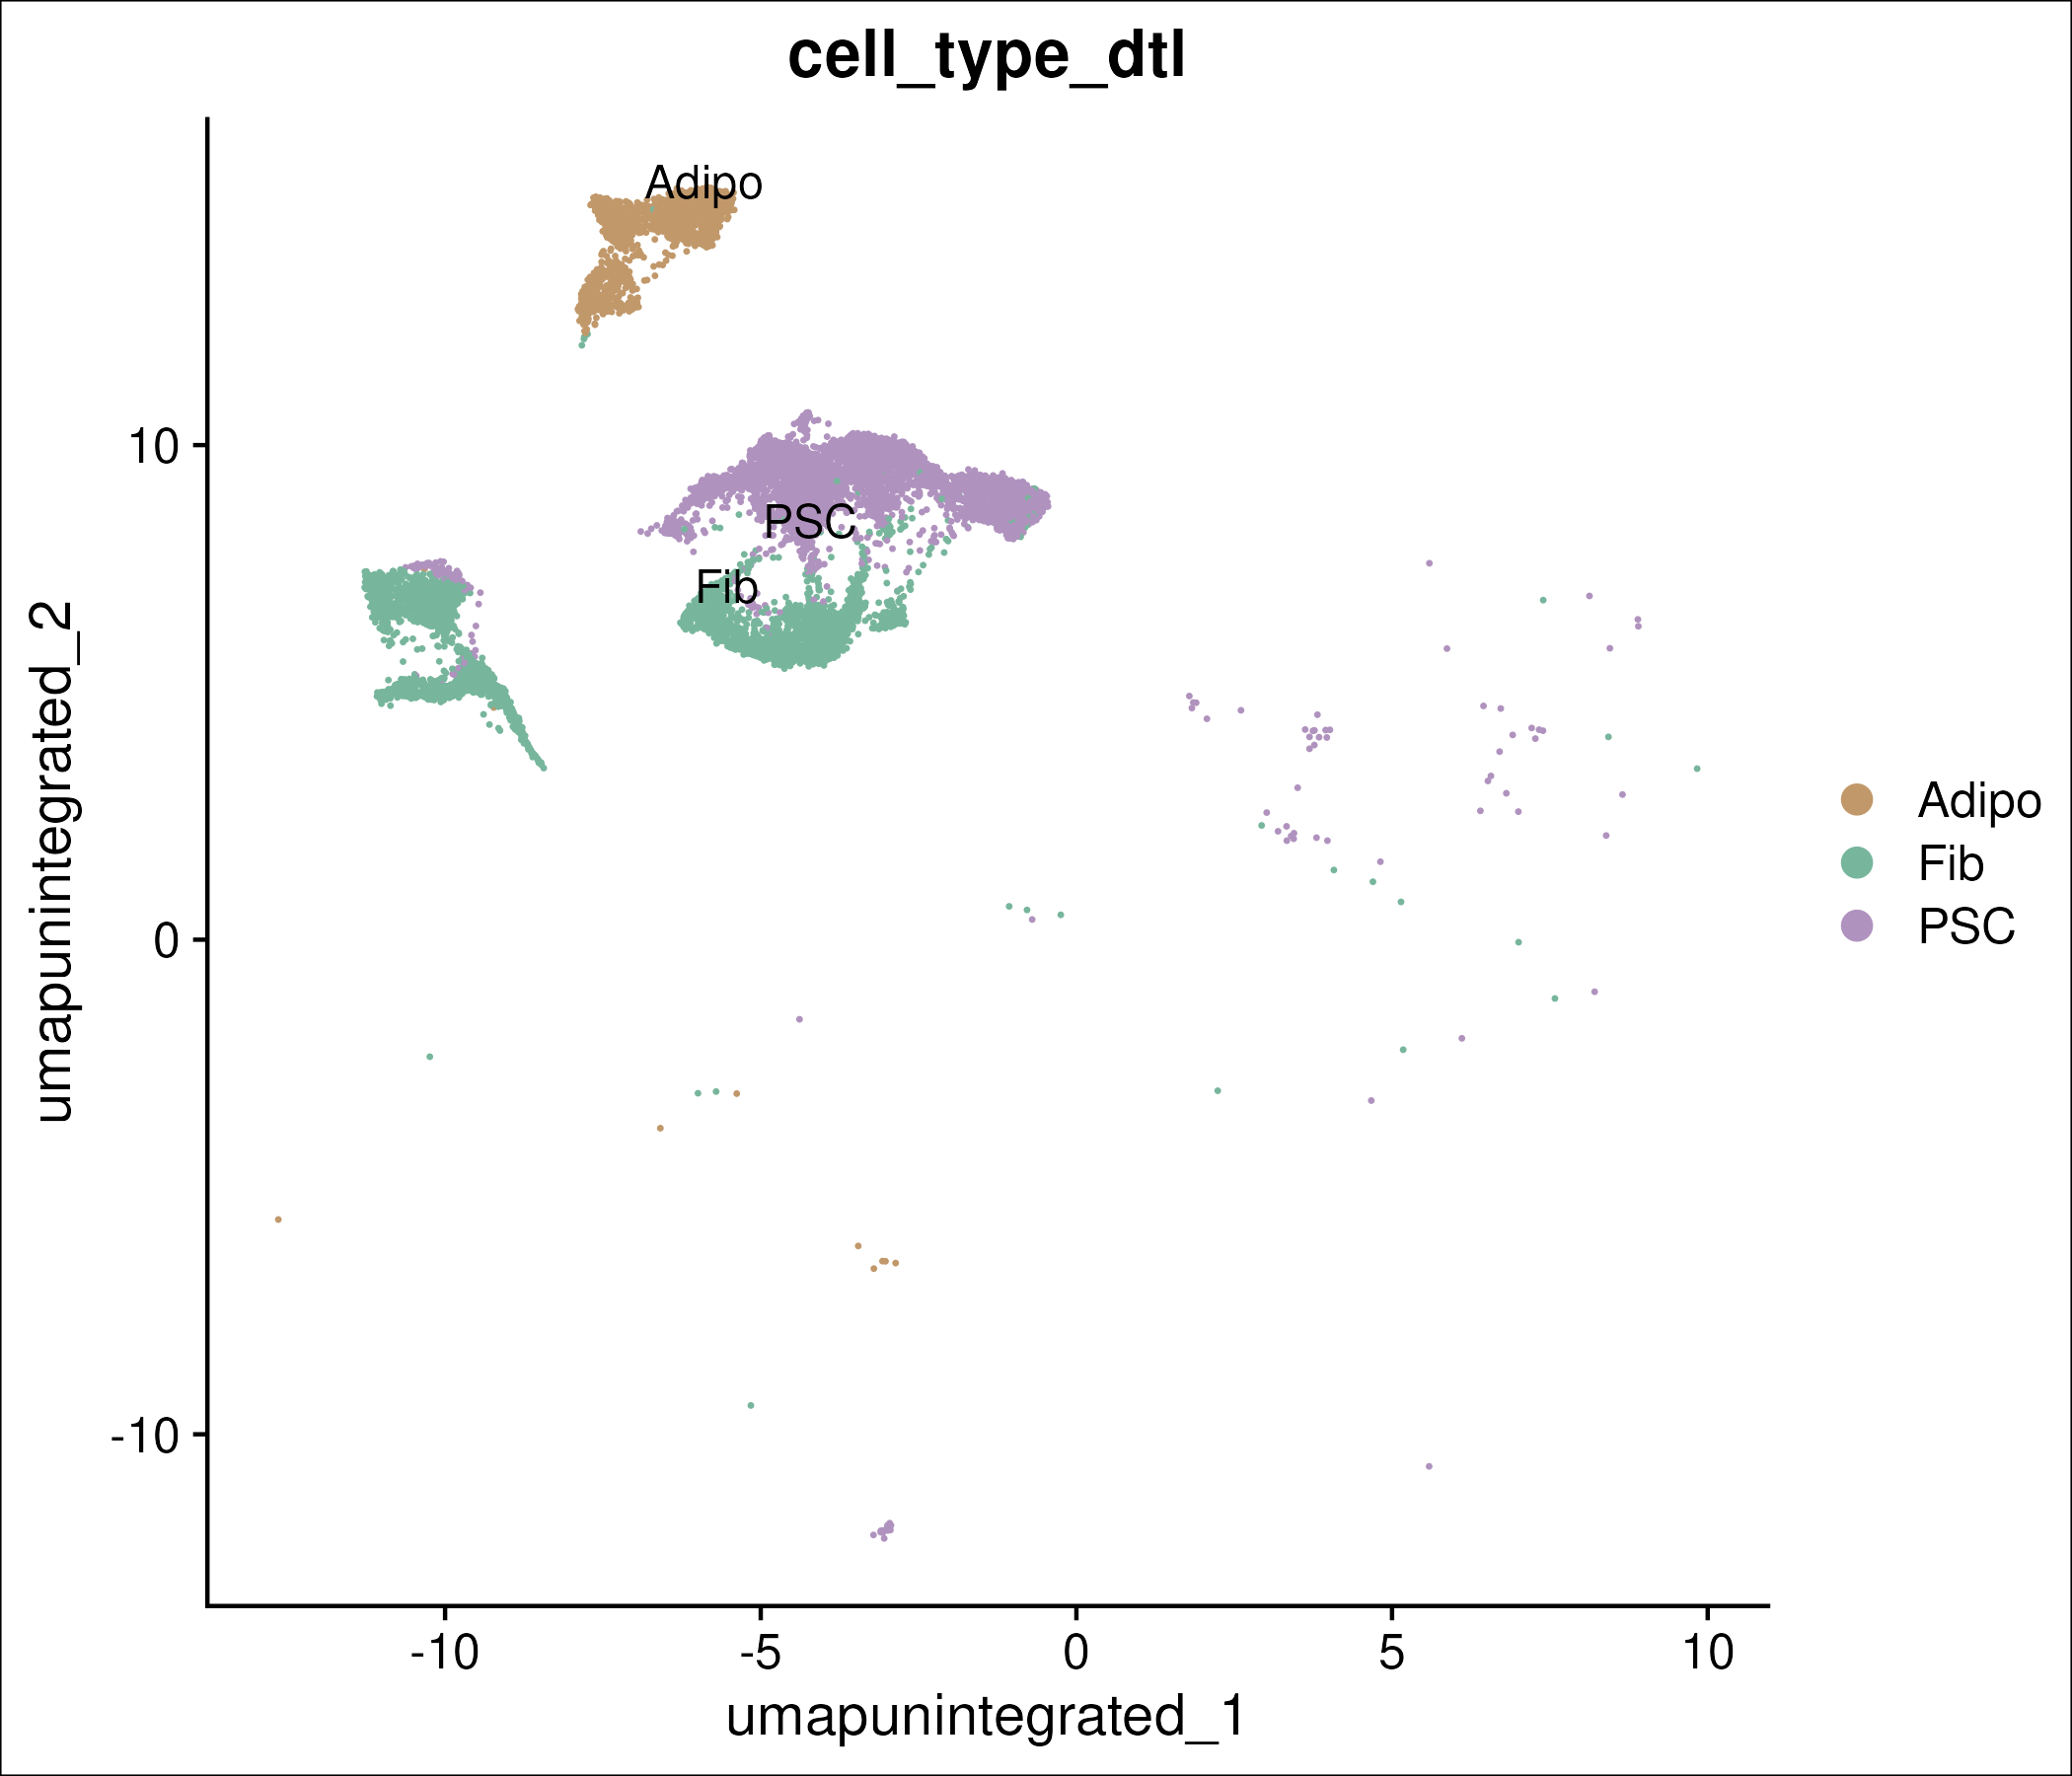 cell_type_dtl
Adipo
PSC
Fib
umapunintegrated_2
10
0
-10
-10
-5
0
5
10
umapunintegrated_1
Adipo
Fib
PSC